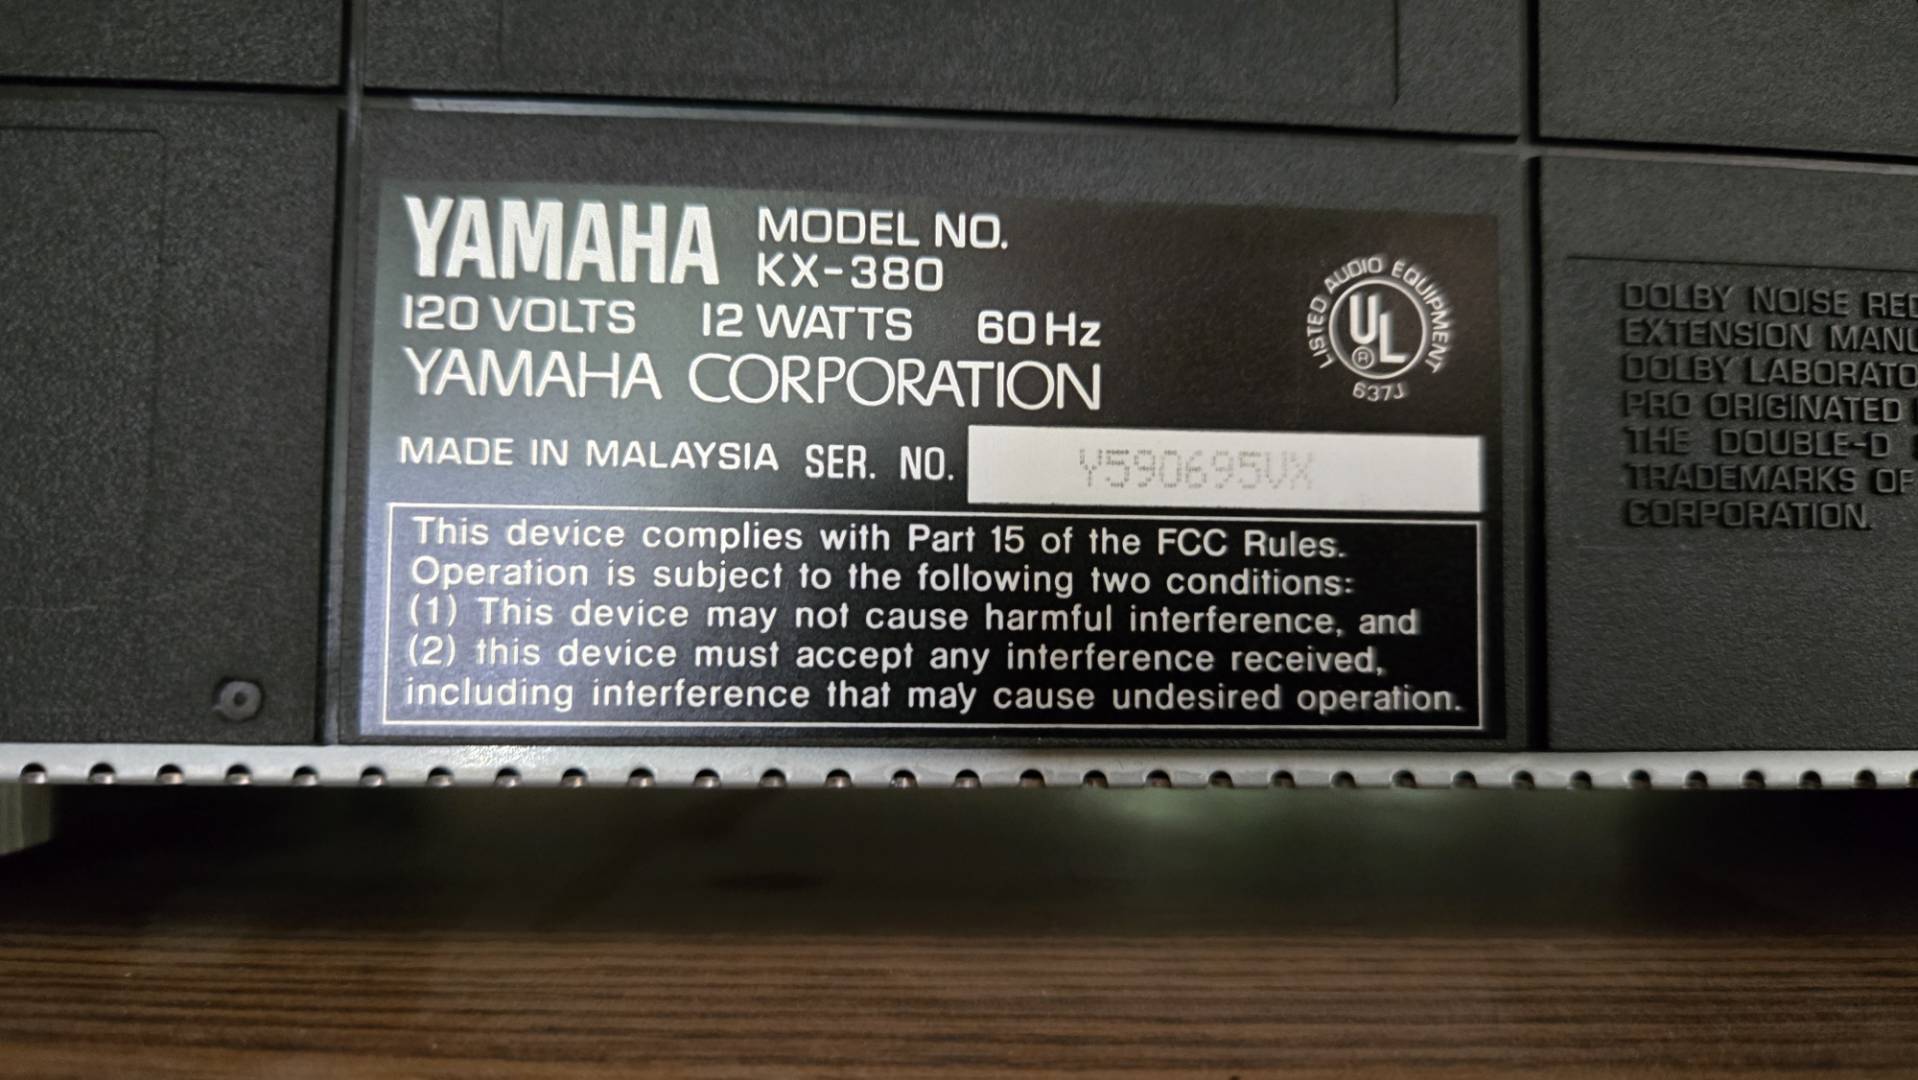 YAMAHA MODEL NO.
KX-380
120 VOLTS 12 WATTS 60 Hz
YAMAHA CORPORATION
LISTED AUDIO EQUIPMENT
UL
®
637J
MADE IN MALAYSIA SER. NO. Y590695VX
This device complies with Part 15 of the FCC Rules.
Operation is subject to the following two conditions:
(1) This device may not cause harmful interference, and
(2) this device must accept any interference received,
including interference that may cause undesired operation.
DOLBY NOISE RED
EXTENSION MANU
DOLBY LABORATO
PRO ORIGINATED
THE DOUBLE-D
TRADEMARKS OF
CORPORATION.